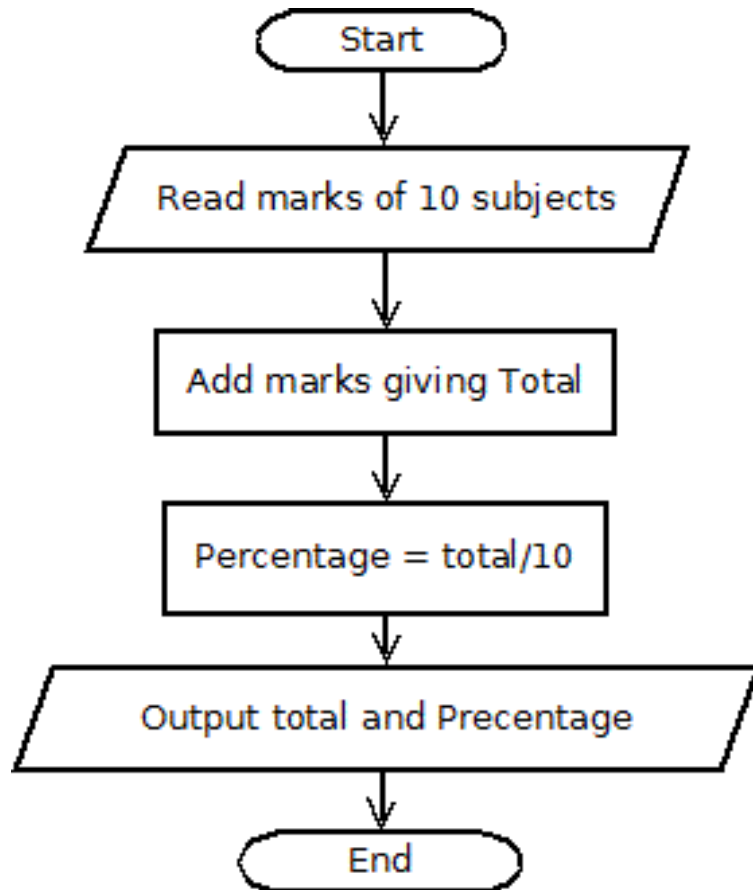 Start
Read marks of 10 subjects
Add marks giving Total
Percentage = total/10
Output total and Precentage
End